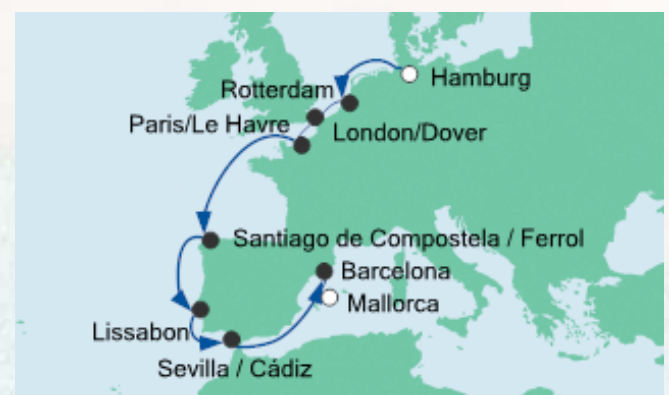 Hamburg
Rotterdam
Paris/Le Havre
London/Dover
Santiago de Compostela / Ferrol
Barcelona
Mallorca
Lissabon
Sevilla / Cádiz